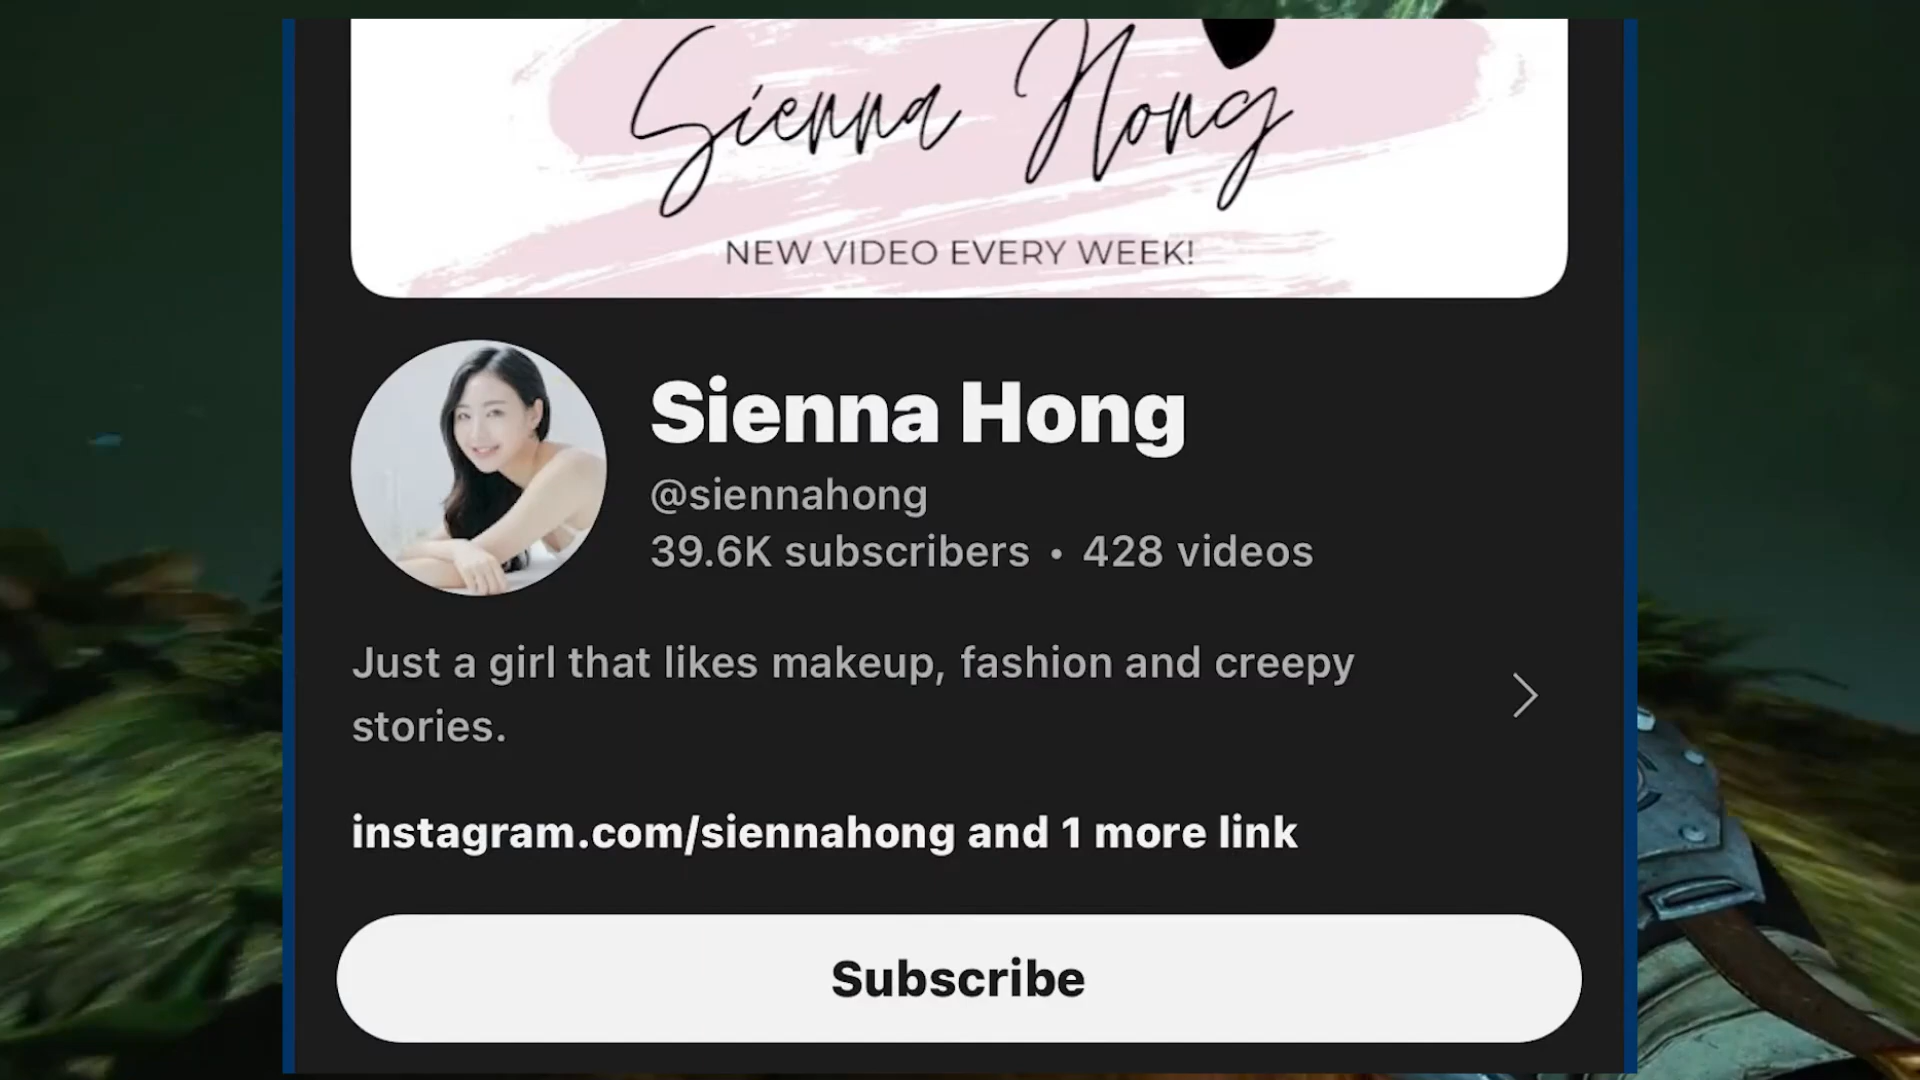 Sienna Hong
NEW VIDEO EVERY WEEK!
Sienna Hong
@siennahong
39.6K subscribers • 428 videos
Just a girl that likes makeup, fashion and creepy
stories.
instagram.com/siennahong and 1 more link
Subscribe